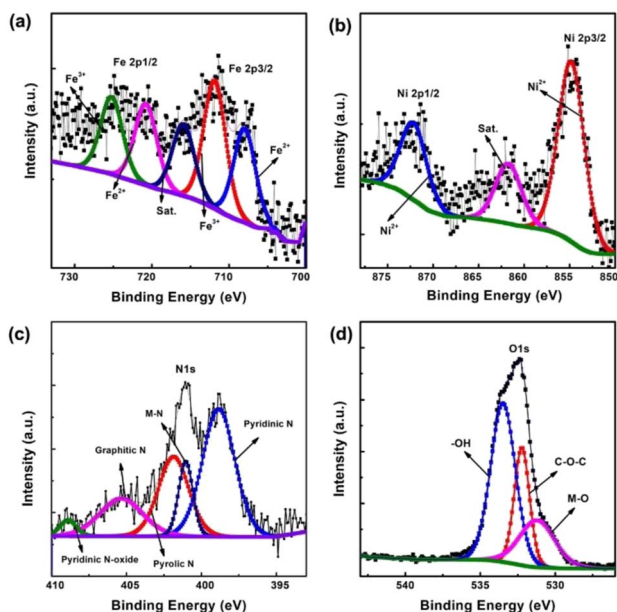 (a)
Fe 2p1/2
Fe 2p3/2
Fe3+
Fe2+
Fe2+
Sat.
Fe3+
Intensity (a.u.)
730
720
710
700
Binding Energy (eV)
(b)
Ni 2p3/2
Ni 2p1/2
Ni2+
Sat.
Ni2+
Intensity (a.u.)
875
870
865
860
855
850
Binding Energy (eV)
(c)
N1s
M-N
Graphitic N
Pyridinic N
Pyridinic N-oxide
Pyrolic N
Intensity (a.u.)
410
405
400
395
Binding Energy (eV)
(d)
O1s
-OH
C-O-C
M-O
Intensity (a.u.)
540
535
530
Binding Energy (eV)